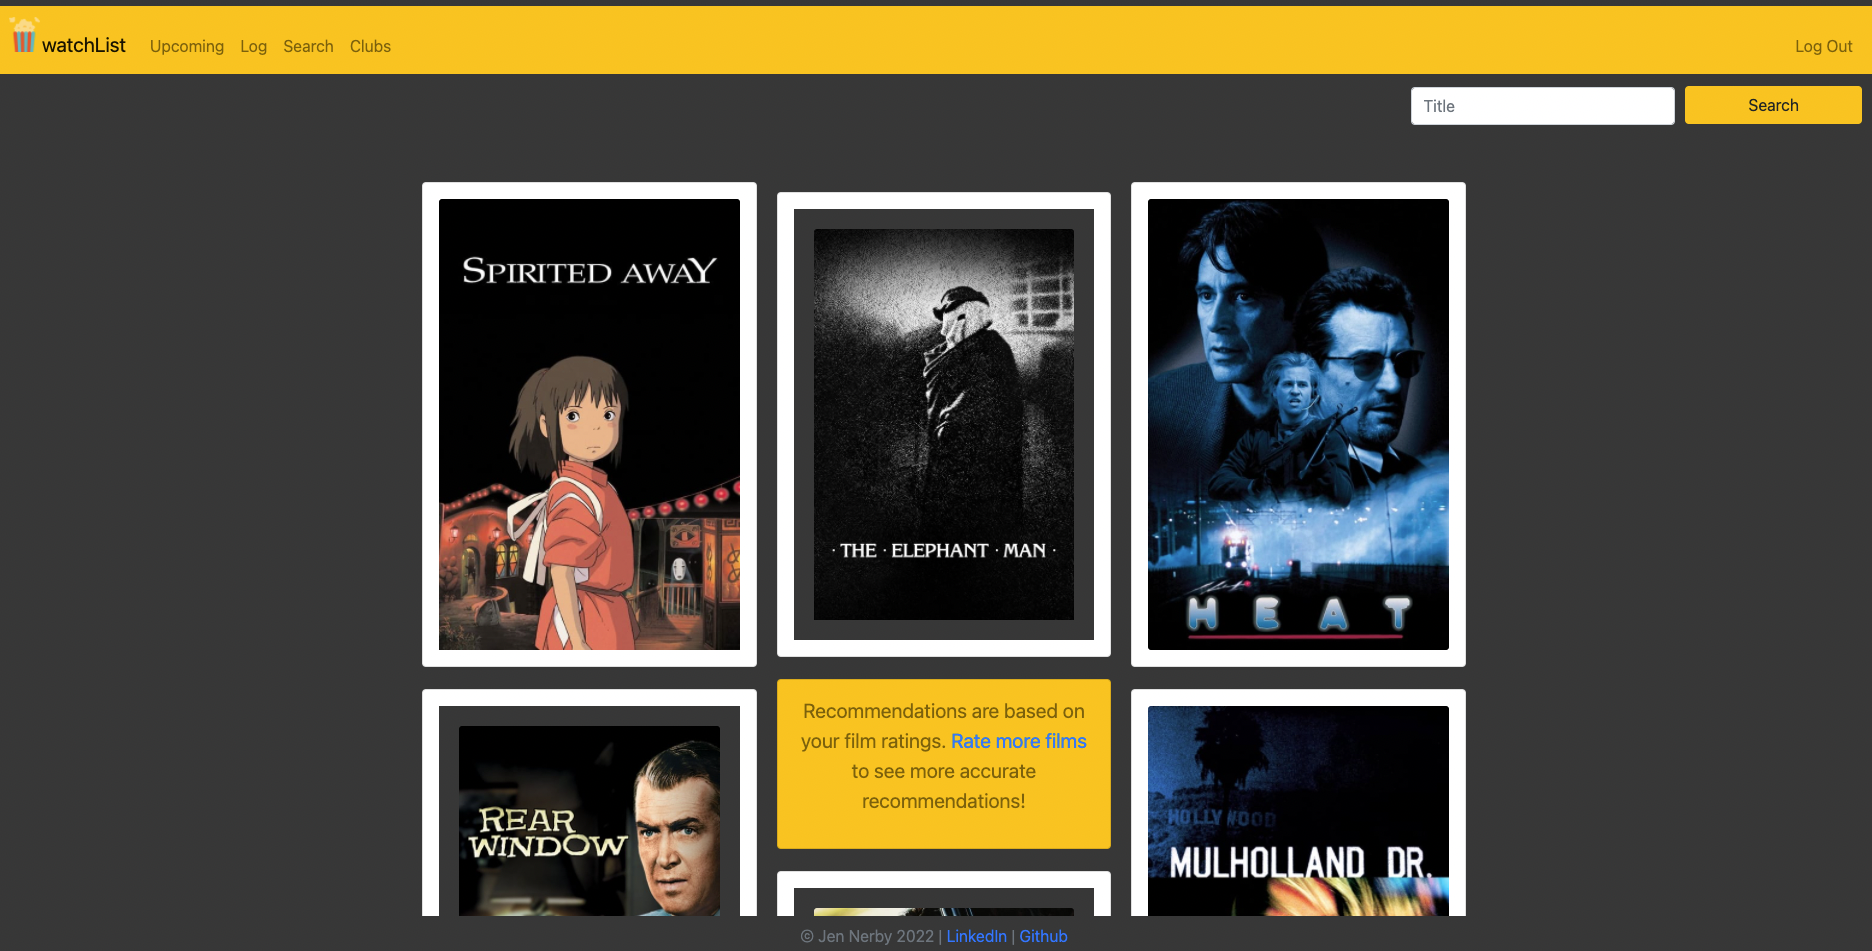 watchList Upcoming Log Search Clubs Log Out
Title Search
SPIRITED AWAY
· THE · ELEPHANT · MAN ·
HEAT
REAR
WINDOW
Recommendations are based on
your film ratings. Rate more films
to see more accurate
recommendations!
HOLLYWOOD
MULHOLLAND DR.
© Jen Nerby 2022 | LinkedIn | Github